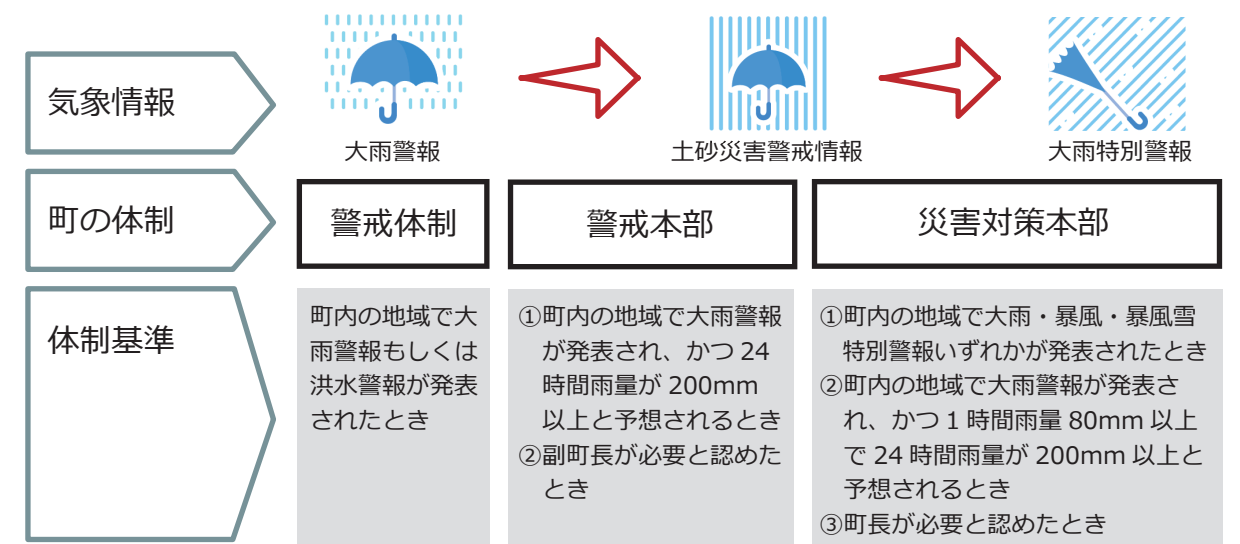 気象情報
大雨警報
土砂災害警戒情報
大雨特別警報
町の体制
警戒体制
警戒本部
災害対策本部
体制基準
町内の地域で大
雨警報もしくは
洪水警報が発表
されたとき
①町内の地域で大雨警報
が発表され、かつ 24
時間雨量が 200mm
以上と予想されるとき
②副町長が必要と認めた
とき
①町内の地域で大雨・暴風・暴風雪
特別警報いずれかが発表されたとき
②町内の地域で大雨警報が発表さ
れ、かつ 1 時間雨量 80mm 以上
で 24 時間雨量が 200mm 以上と
予想されるとき
③町長が必要と認めたとき